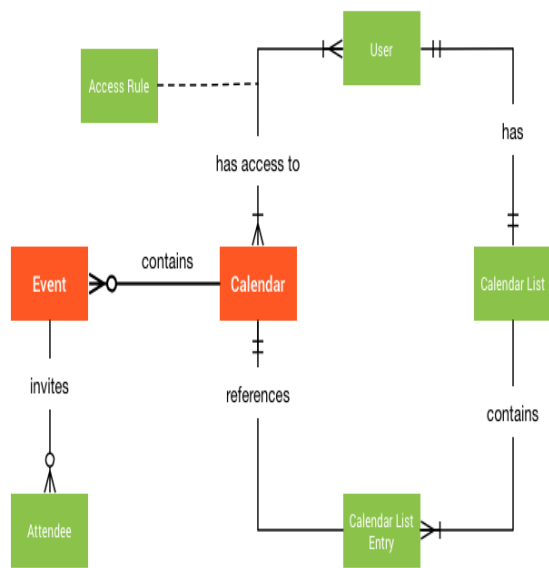 User
Access Rule
has
has access to
contains
Event
Calendar
Calendar List
invites
references
contains
Calendar List
Entry
Attendee